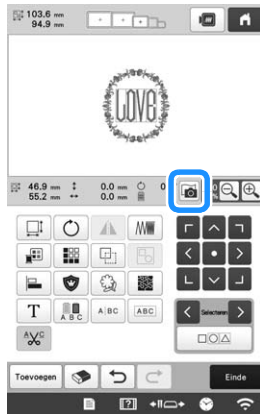 103.6 mm
94.9 mm
LOVE
46.9 mm 0.0 mm 0
55.2 mm 0.0 mm
T ABC ABC ABC
Selecteren
A
Toevoegen Einde